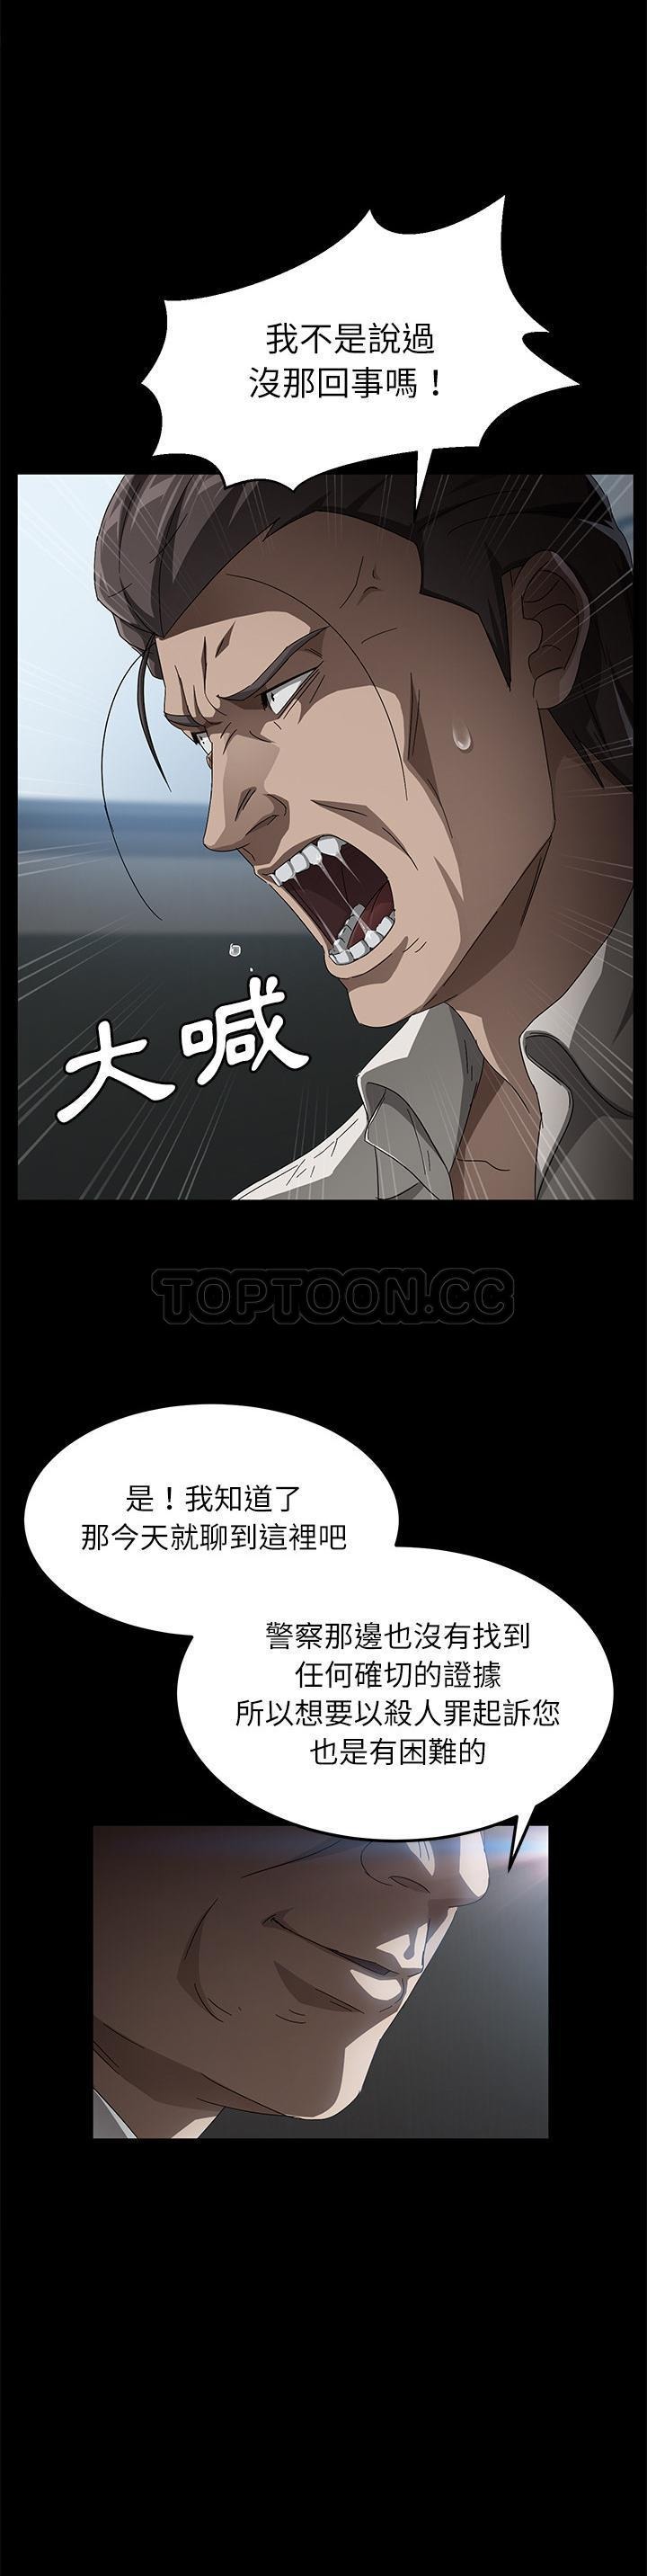 我不是說過
沒那回事嗎！
大喊
TOPTOON.CC
是！我知道了
那今天就聊到這裡吧
警察那邊也沒有找到
任何確切的證據
所以想要以殺人罪起訴您
也是有困難的